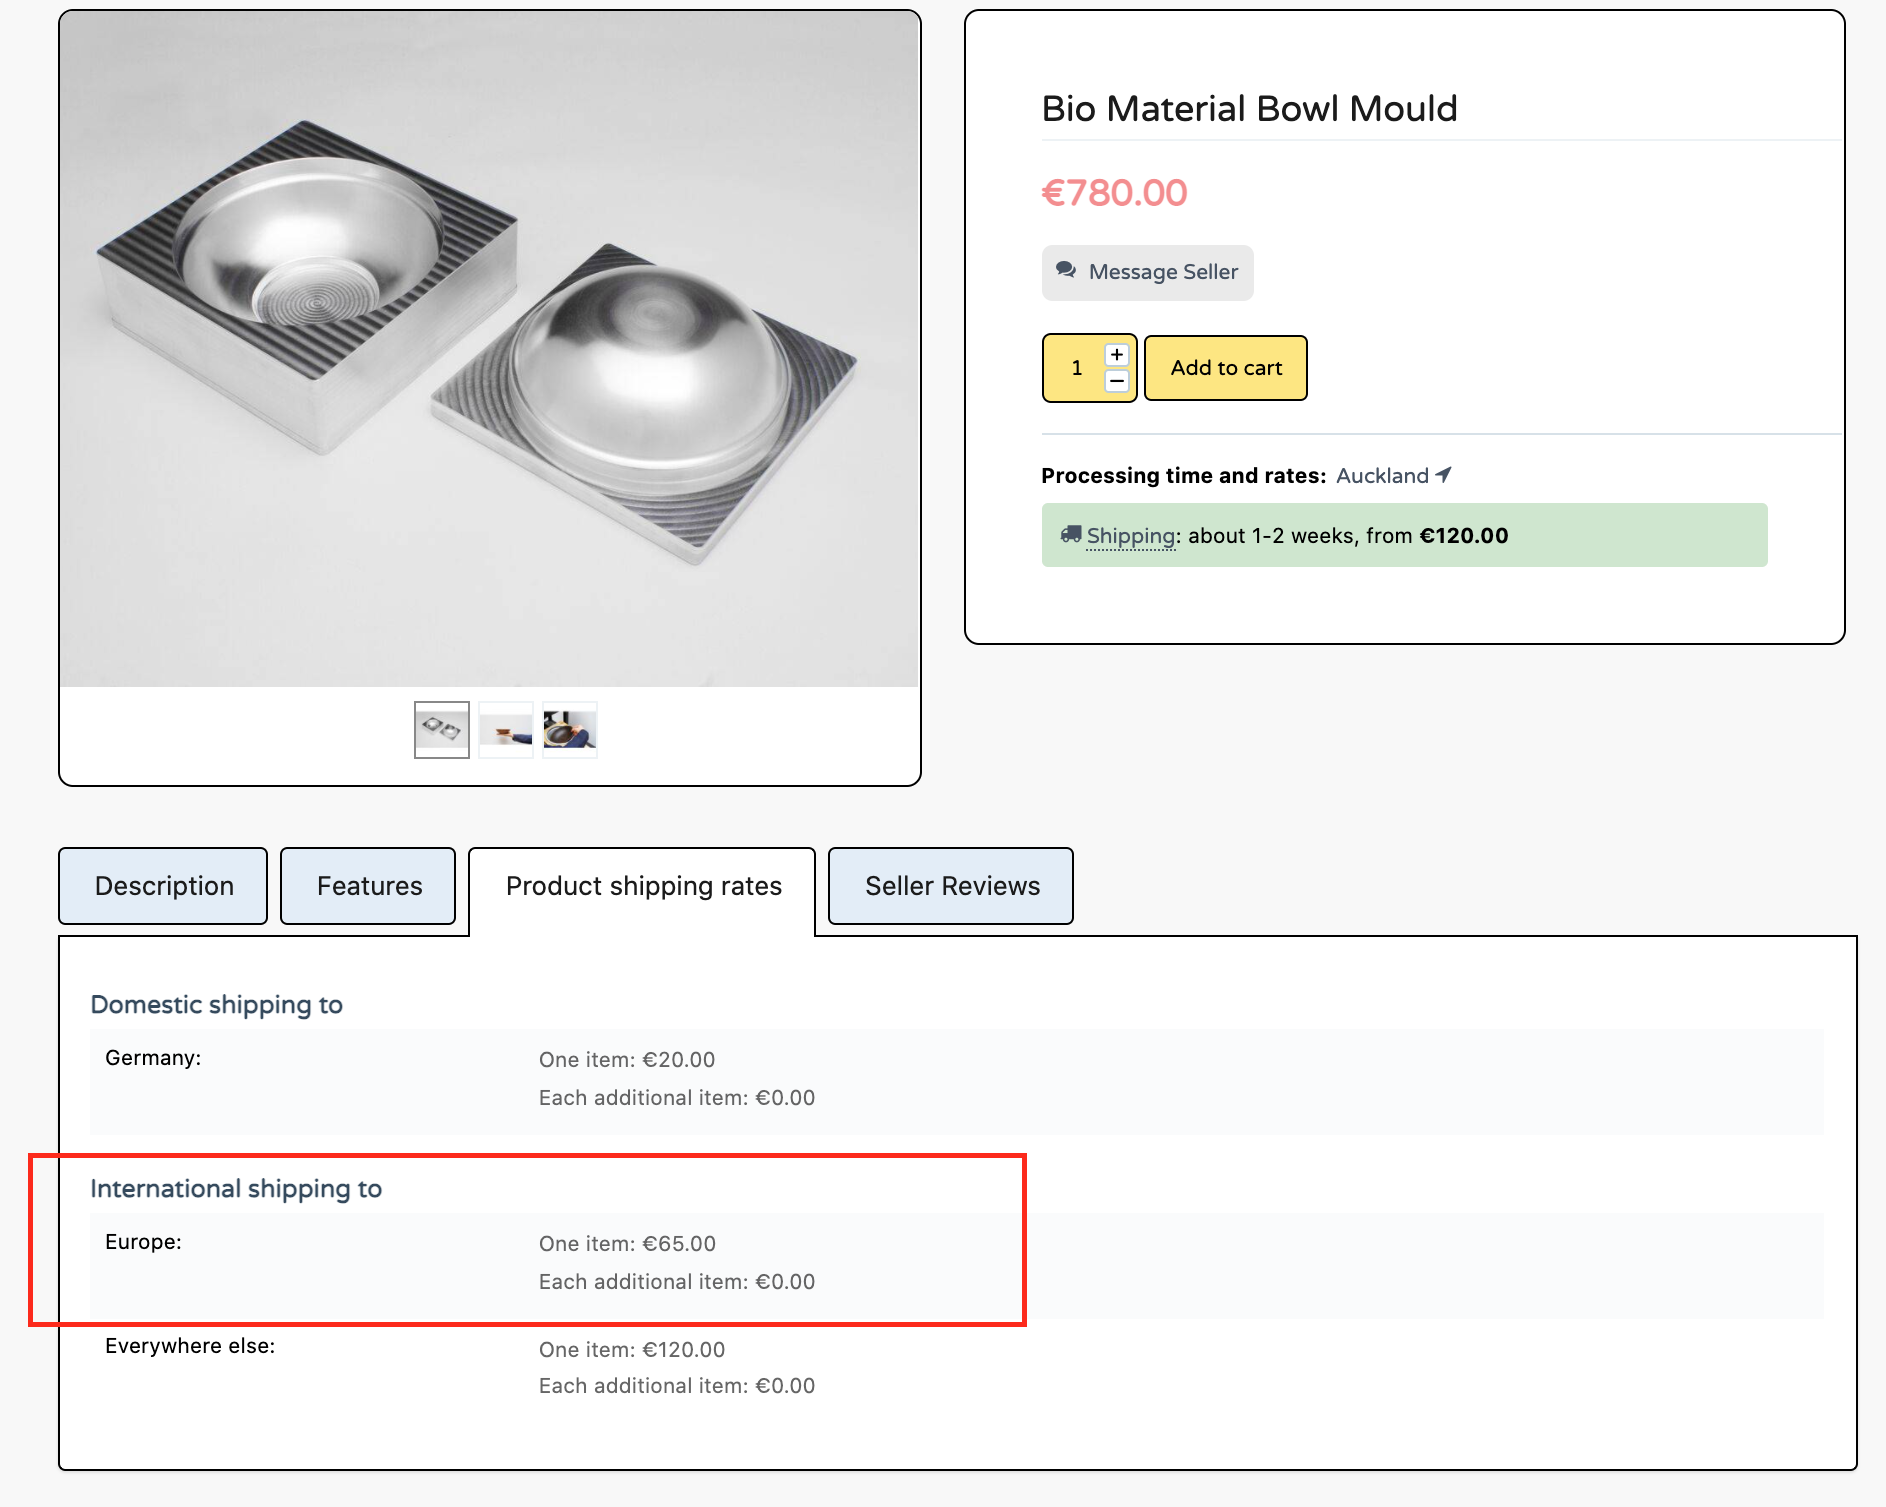 Bio Material Bowl Mould
€780.00
Message Seller
1
+
−
Add to cart
Processing time and rates: Auckland
Shipping: about 1-2 weeks, from €120.00
Description
Features
Product shipping rates
Seller Reviews
Domestic shipping to
Germany:
One item: €20.00
Each additional item: €0.00
International shipping to
Europe:
One item: €65.00
Each additional item: €0.00
Everywhere else:
One item: €120.00
Each additional item: €0.00